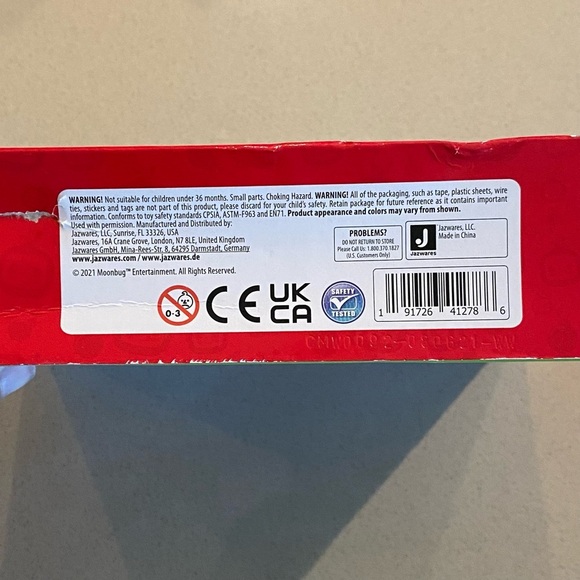 WARNING! Not suitable for children under 36 months. Small parts. Choking Hazard. WARNING! All of the packaging, such as tape, plastic sheets, wire
ties, stickers and tags are not part of this product, please discard for your child's safety. Retain package for future reference as it contains important
information. Conforms to safety standards CPSIA, ASTM-F963 and EN71. Product appearance and colors may vary from shown.
Used with permission. Manufactured and Distributed by:
Jazwares, LLC, Sunrise, FL 33326, USA
Jazwares, 16A Crane Grove, London, N7 8LE, United Kingdom
Jazwares GmbH, Mina-Rees-Str. 8, 64295 Darmstadt, Germany
www.jazwares.com / www.jazwares.de
© 2021 Moonbug™ Entertainment. All Rights Reserved.
PROBLEMS?
DO NOT RETURN TO STORE
Please Call Us: 1.800.370.1827
(U.S. Customers Only)
J
Jazwares
Jazwares, LLC.
Made in China
0-3
CE
UK
CA
SAFETY
TESTED
1 91726 41278 6